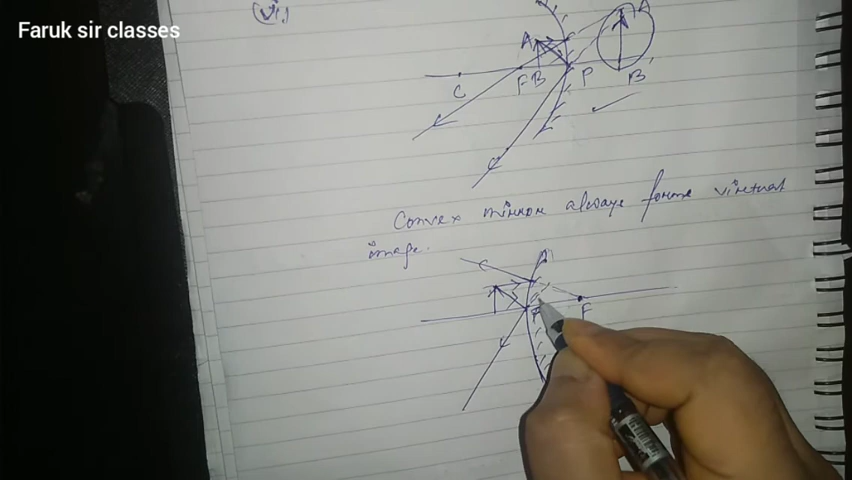 Faruk sir classes
vi.)
A A
C F B P B'
Convex mirror always forms virtual
image.
P F